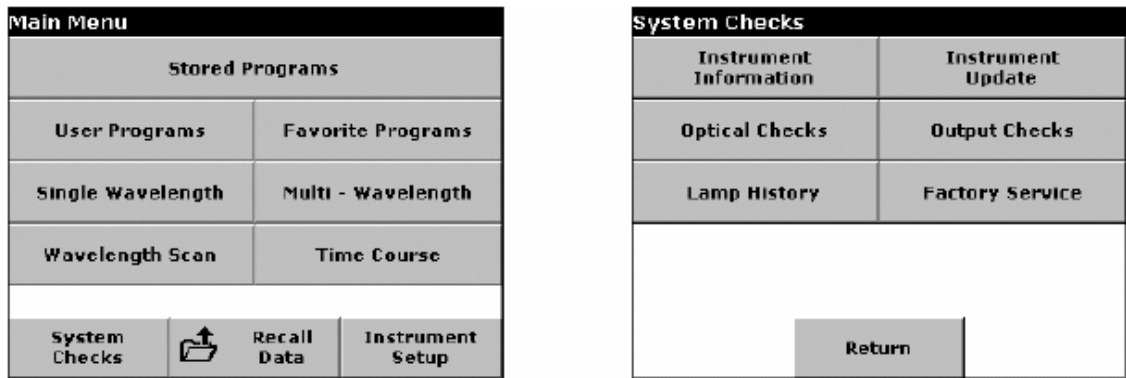 Main Menu
Stored Programs
User Programs
Favorite Programs
Single Wavelength
Multi - Wavelength
Wavelength Scan
Time Course
System
Checks
Recall
Data
Instrument
Setup
System Checks
Instrument
Information
Instrument
Update
Optical Checks
Output Checks
Lamp History
Factory Service
Return